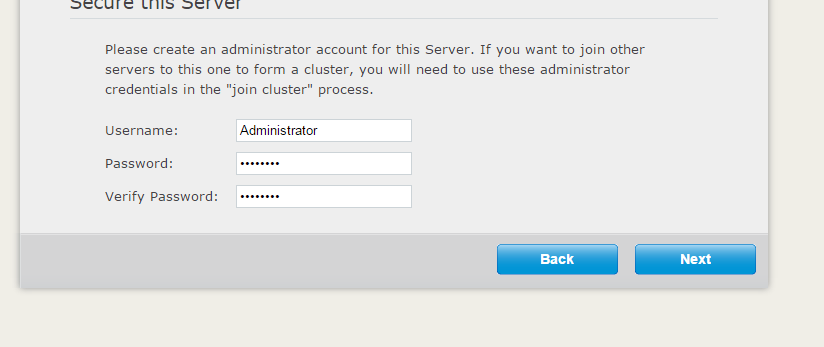 Secure this Server
Please create an administrator account for this Server. If you want to join other
servers to this one to form a cluster, you will need to use these administrator
credentials in the "join cluster" process.
Username: Administrator
Password: ••••••••
Verify Password: ••••••••
Back Next